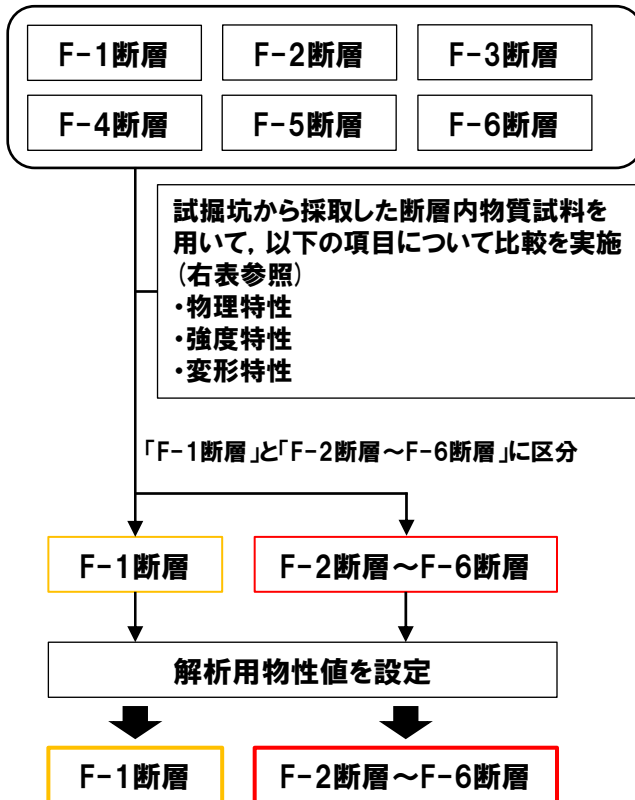 F-1断層 F-2断層 F-3断層
F-4断層 F-5断層 F-6断層
試掘坑から採取した断層内物質試料を
用いて，以下の項目について比較を実施
(右表参照)
・物理特性
・強度特性
・変形特性
「F-1断層」と「F-2断層～F-6断層」に区分
F-1断層 F-2断層～F-6断層
解析用物性値を設定
F-1断層 F-2断層～F-6断層